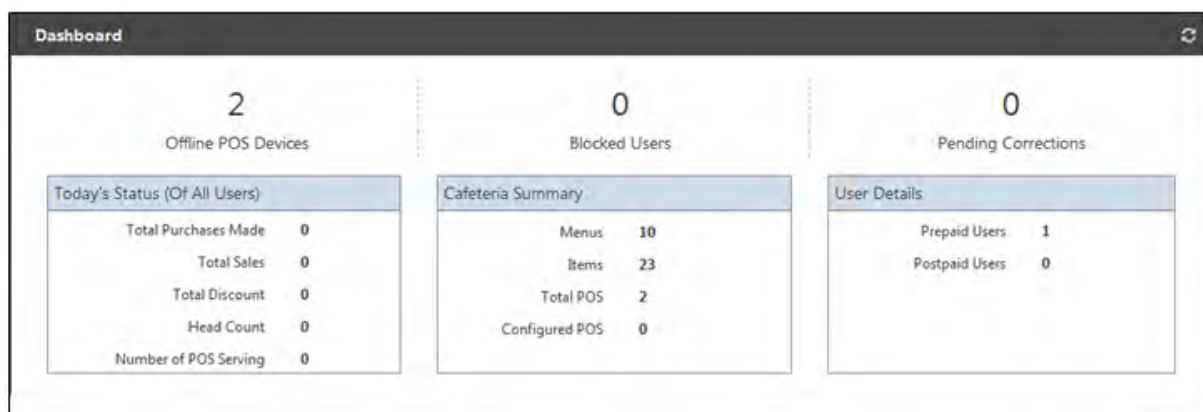 Dashboard
2
Offline POS Devices
0
Blocked Users
0
Pending Corrections
Today's Status (Of All Users)
Total Purchases Made 0
Total Sales 0
Total Discount 0
Head Count 0
Number of POS Serving 0
Cafeteria Summary
Menus 10
Items 23
Total POS 2
Configured POS 0
User Details
Prepaid Users 1
Postpaid Users 0